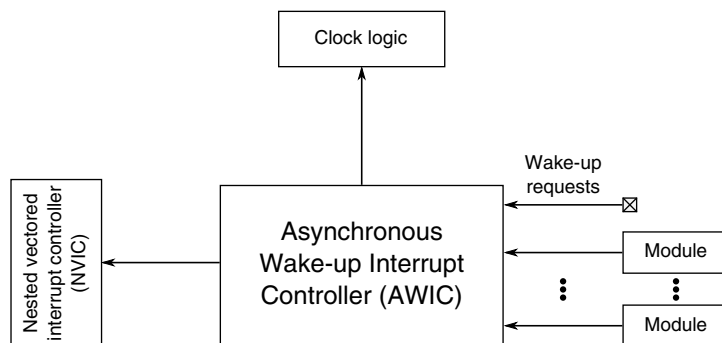 Clock logic
Wake-up
requests
Nested vectored
interrupt controller
(NVIC)
Asynchronous
Wake-up Interrupt
Controller (AWIC)
Module
Module